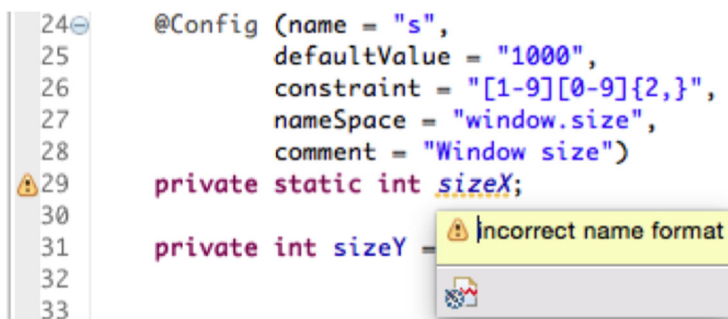 24 @Config (name = "s",
25 defaultValue = "1000",
26 constraint = "[1-9][0-9]{2,}",
27 nameSpace = "window.size",
28 comment = "Window size")
29 private static int sizeX;
30
incorrect name format
31 private int sizeY =
32
33